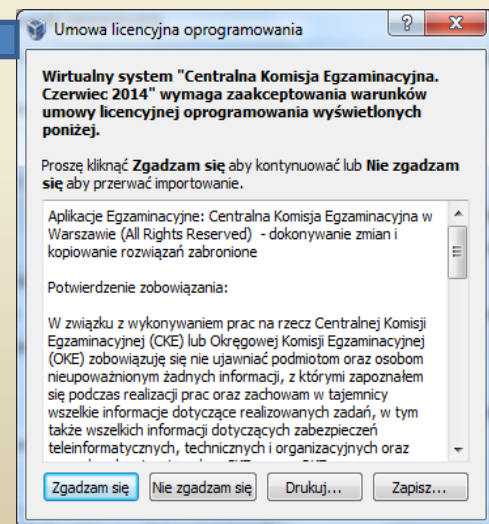 Umowa licencyjna oprogramowania
Wirtualny system "Centralna Komisja Egzaminacyjna.
Czerwiec 2014" wymaga zaakceptowania warunków
umowy licencyjnej oprogramowania wyświetlonych
poniżej.
Proszę kliknąć Zgadzam się aby kontynuować lub Nie zgadzam
się aby przerwać importowanie.
Aplikacje Egzaminacyjne: Centralna Komisja Egzaminacyjna w
Warszawie (All Rights Reserved) - dokonywanie zmian i
kopiowanie rozwiązań zabronione
Potwierdzenie zobowiązania:
W związku z wykonywaniem prac na rzecz Centralnej Komisji
Egzaminacyjnej (CKE) lub Okręgowej Komisji Egzaminacyjnej
(OKE) zobowiązuję się nie ujawniać podmiotom oraz osobom
nieupoważnionym żadnych informacji, z którymi zapoznałem
się podczas realizacji prac oraz zachowam w tajemnicy
wszelkie informacje dotyczące realizowanych zadań, w tym
także wszelkich informacji dotyczących zabezpieczeń
teleinformatycznych, technicznych i organizacyjnych oraz
Zgadzam się Nie zgadzam się Drukuj... Zapisz...